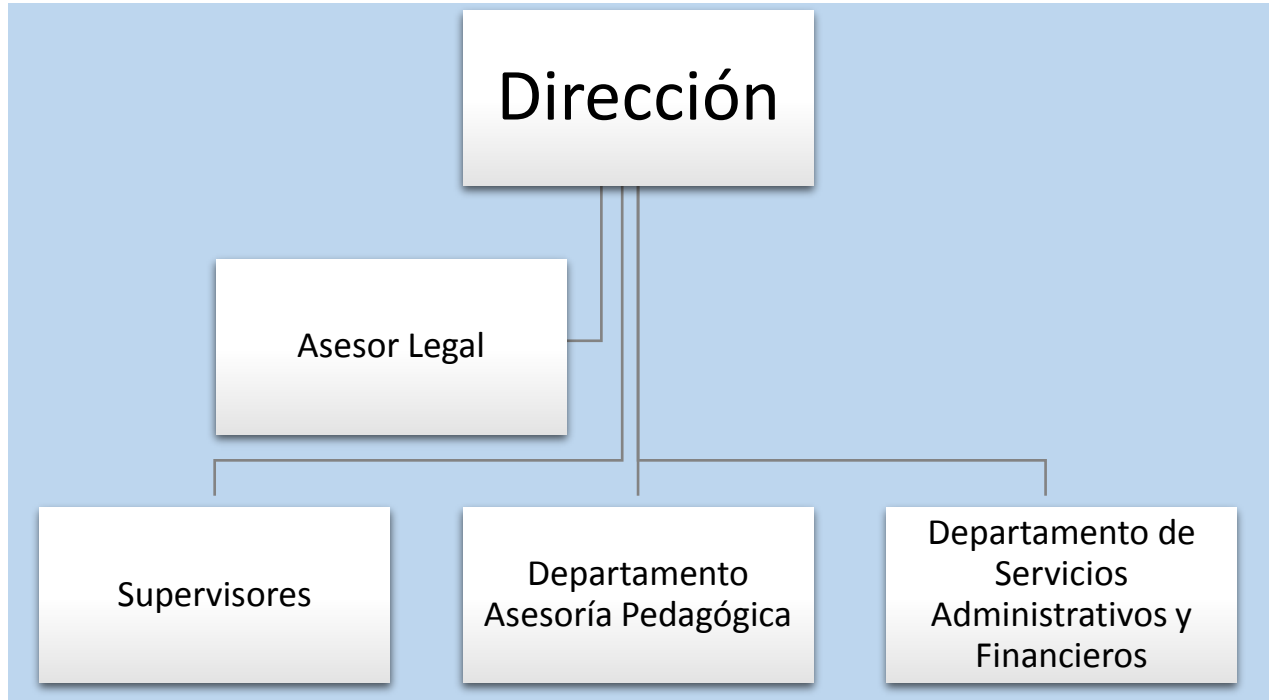 Dirección
Asesor Legal
Supervisores
Departamento
Asesoría Pedagógica
Departamento de
Servicios
Administrativos y
Financieros